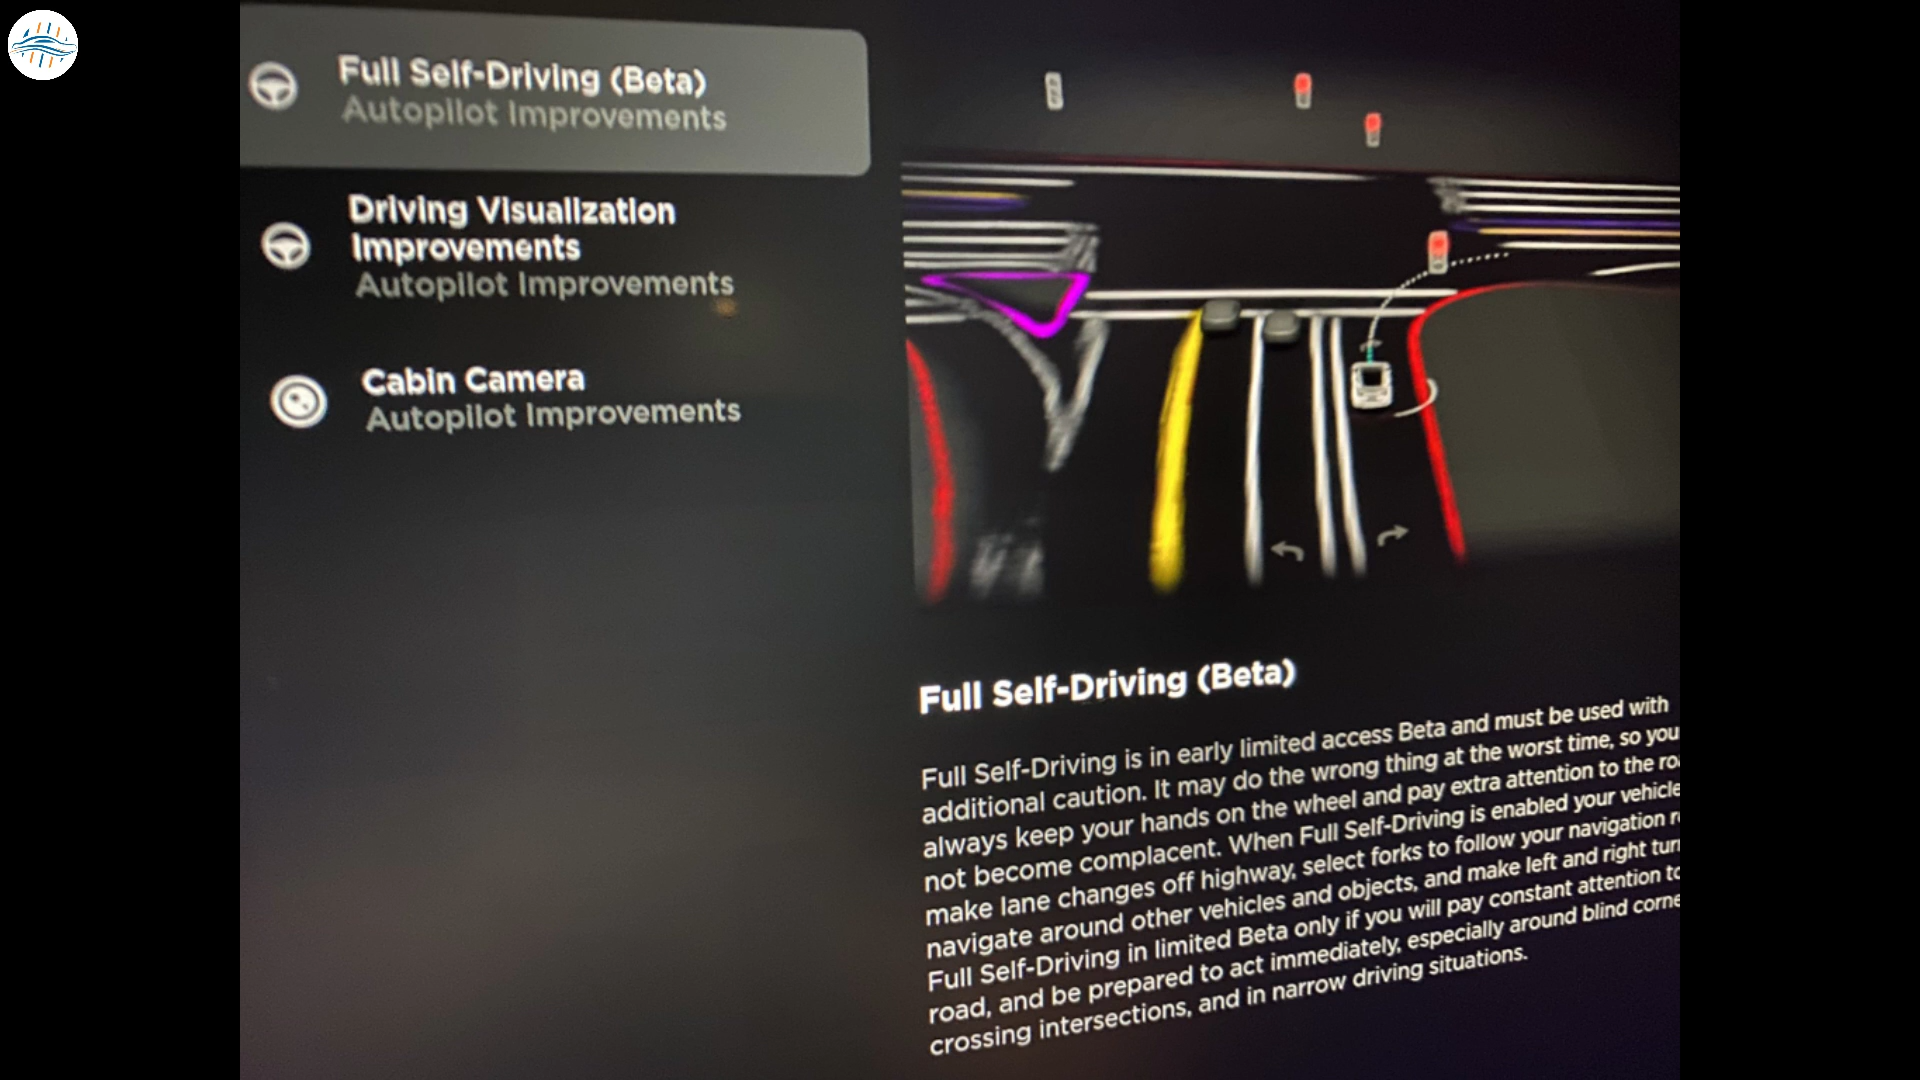 Full Self-Driving (Beta)
Autopilot Improvements
Driving Visualization
Improvements
Autopilot Improvements
Cabin Camera
Autopilot Improvements
Full Self-Driving (Beta)
Full Self-Driving is in early limited access Beta and must be used with
additional caution. It may do the wrong thing at the worst time, so you
always keep your hands on the wheel and pay extra attention to the
not become complacent. When Full Self-Driving is enabled your vehicle
make lane changes off highway, select forks to follow your navigation
navigate around other vehicles and objects, and make left and right
Full Self-Driving in limited Beta only if you will pay constant attention to
road, and be prepared to act immediately, especially around blind
crossing intersections, and in narrow driving situations.